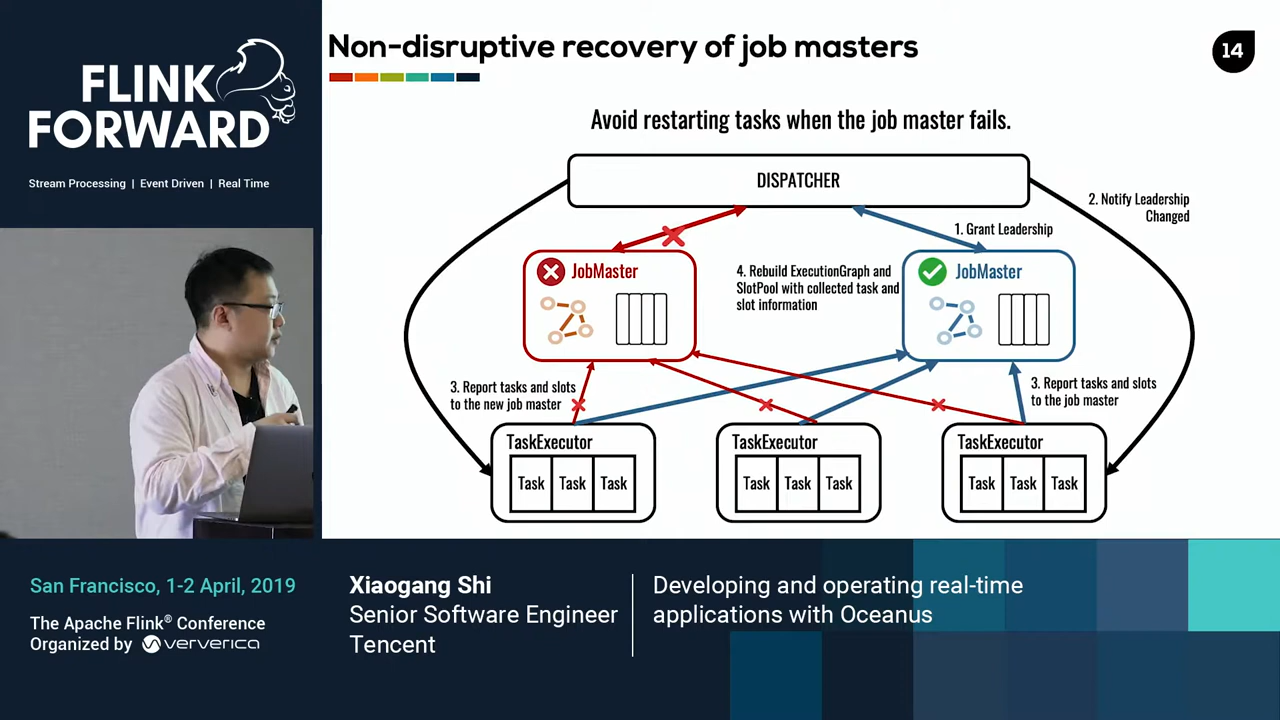 FLINK
FORWARD
Stream Processing | Event Driven | Real Time
Non-disruptive recovery of job masters
14
Avoid restarting tasks when the job master fails.
DISPATCHER
2. Notify Leadership
Changed
1. Grant Leadership
JobMaster
4. Rebuild ExecutionGraph and
SlotPool with collected task and
slot information
JobMaster
3. Report tasks and slots
to the new job master
3. Report tasks and slots
to the job master
TaskExecutor
Task Task Task
TaskExecutor
Task Task Task
TaskExecutor
Task Task Task
San Francisco, 1-2 April, 2019
The Apache Flink® Conference
Organized by ververica
Xiaogang Shi
Senior Software Engineer
Tencent
Developing and operating real-time
applications with Oceanus